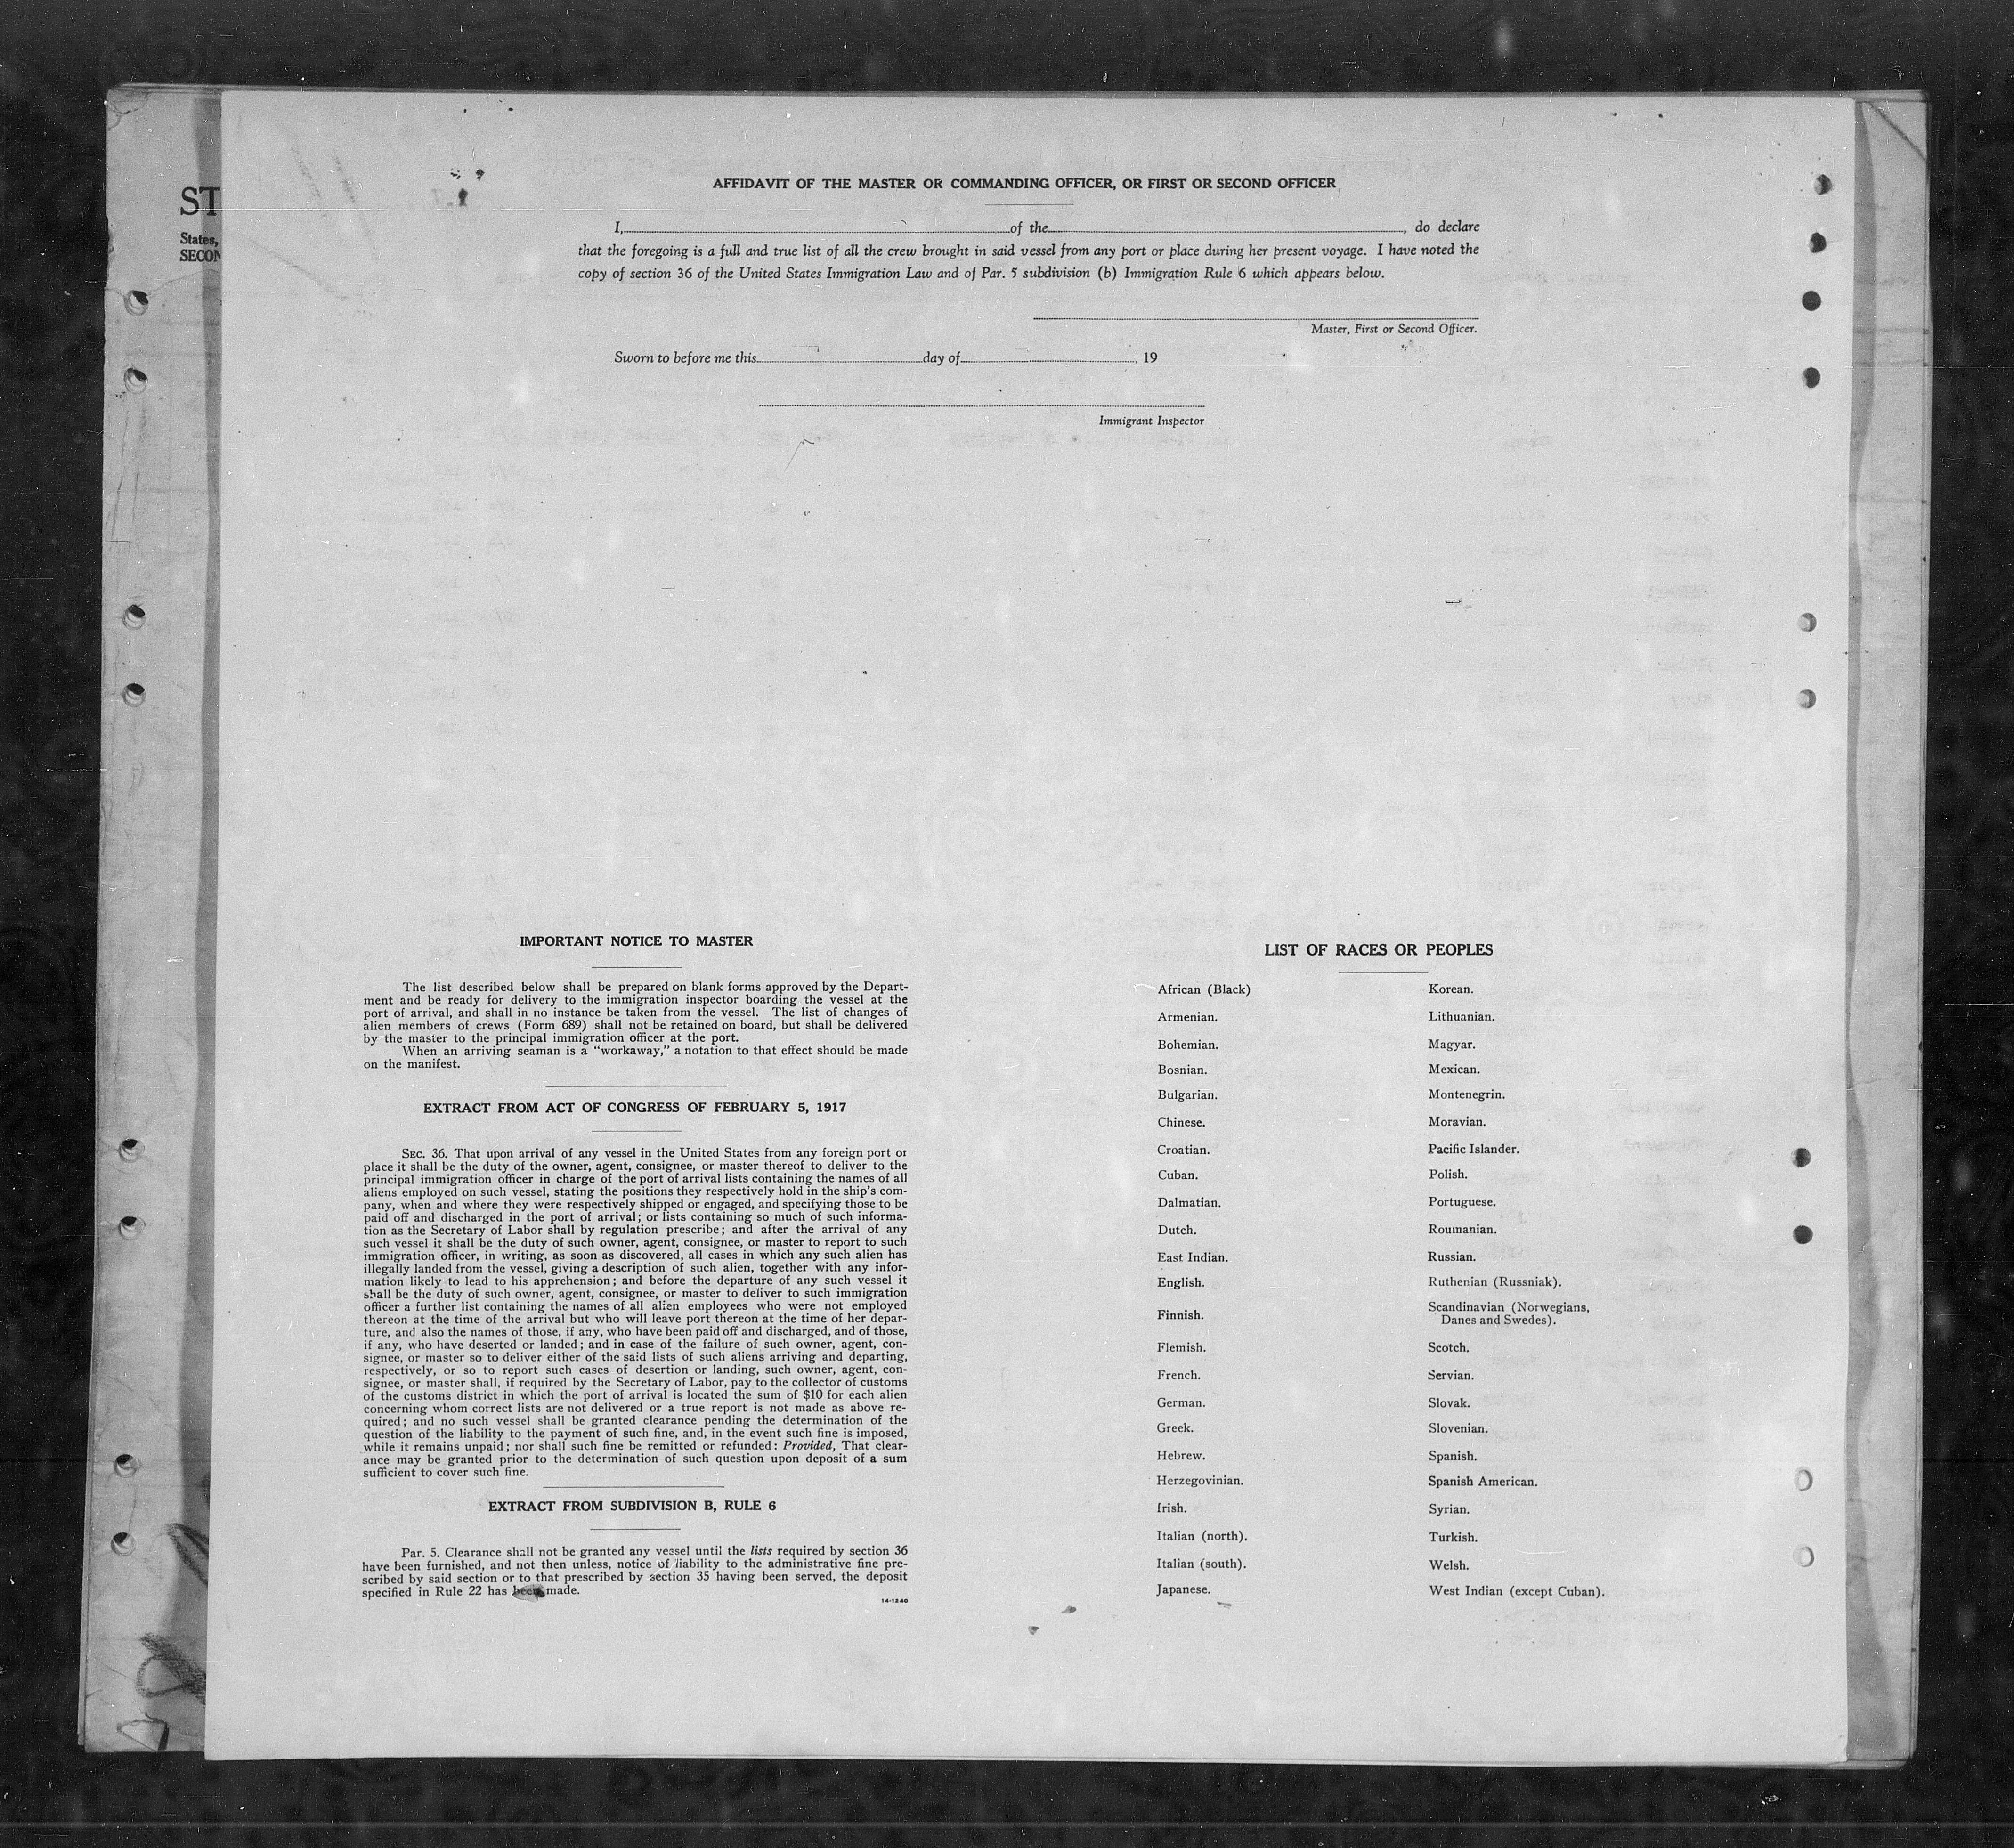 ST
States,
SECON
AFFIDAVIT OF THE MASTER OR COMMANDING OFFICER, OR FIRST OR SECOND OFFICER
I, of the , do declare
that the foregoing is a full and true list of all the crew brought in said vessel from any port or place during her present voyage. I have noted the
copy of section 36 of the United States Immigration Law and of Par. 5 subdivision (b) Immigration Rule 6 which appears below.
Master, First or Second Officer.
Sworn to before me this day of , 19
Immigrant Inspector
IMPORTANT NOTICE TO MASTER
The list described below shall be prepared on blank forms approved by the Depart-
ment and be ready for delivery to the immigration inspector boarding the vessel at the
port of arrival, and shall in no instance be taken from the vessel. The list of changes of
alien members of crews (Form 689) shall not be retained on board, but shall be delivered
by the master to the principal immigration officer at the port.
When an arriving seaman is a “workaway,” a notation to that effect should be made
on the manifest.
EXTRACT FROM ACT OF CONGRESS OF FEBRUARY 5, 1917
SEC. 36. That upon arrival of any vessel in the United States from any foreign port or
place it shall be the duty of the owner, agent, consignee, or master thereof to deliver to the
principal immigration officer in charge of the port of arrival lists containing the names of all
aliens employed on such vessel, stating the positions they respectively hold in the ship's com-
pany, when and where they were respectively shipped or engaged, and specifying those to be
paid off and discharged in the port of arrival; or lists containing so much of such informa-
tion as the Secretary of Labor shall by regulation prescribe; and after the arrival of any
such vessel it shall be the duty of such owner, agent, consignee, or master to report to such
immigration officer, in writing, as soon as discovered, all cases in which any such alien has
illegally landed from the vessel, giving a description of such alien, together with any infor-
mation likely to lead to his apprehension; and before the departure of any such vessel it
shall be the duty of such owner, agent, consignee, or master to deliver to such immigration
officer a further list containing the names of all alien employees who were not employed
thereon at the time of the arrival but who will leave port thereon at the time of her depar-
ture, and also the names of those, if any, who have been paid off and discharged, and of those,
if any, who have deserted or landed; and in case of the failure of such owner, agent, con-
signee, or master so to deliver either of the said lists of such aliens arriving and departing,
respectively, or so to report such cases of desertion or landing, such owner, agent, con-
signee, or master shall, if required by the Secretary of Labor, pay to the collector of customs
of the customs district in which the port of arrival is located the sum of $10 for each alien
concerning whom correct lists are not delivered or a true report is not made as above re-
quired; and no such vessel shall be granted clearance pending the determination of the
question of the liability to the payment of such fine, and, in the event such fine is imposed,
while it remains unpaid; nor shall such fine be remitted or refunded: Provided, That clear-
ance may be granted prior to the determination of such question upon deposit of a sum
sufficient to cover such fine.
EXTRACT FROM SUBDIVISION B, RULE 6
Par. 5. Clearance shall not be granted any vessel until the lists required by section 36
have been furnished, and not then unless, notice of liability to the administrative fine pre-
scribed by said section or to that prescribed by section 35 having been served, the deposit
specified in Rule 22 has been made.
14-1240
LIST OF RACES OR PEOPLES
African (Black)
Armenian.
Bohemian.
Bosnian.
Bulgarian.
Chinese.
Croatian.
Cuban.
Dalmatian.
Dutch.
East Indian.
English.
Finnish.
Flemish.
French.
German.
Greek.
Hebrew.
Herzegovinian.
Irish.
Italian (north).
Italian (south).
Japanese.
Korean.
Lithuanian.
Magyar.
Mexican.
Montenegrin.
Moravian.
Pacific Islander.
Polish.
Portuguese.
Roumanian.
Russian.
Ruthenian (Russniak).
Scandinavian (Norwegians,
Danes and Swedes).
Scotch.
Servian.
Slovak.
Slovenian.
Spanish.
Spanish American.
Syrian.
Turkish.
Welsh.
West Indian (except Cuban).